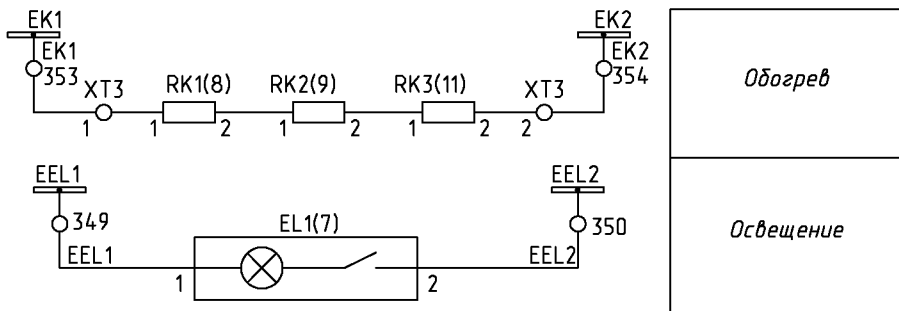 EK1 EK2
EK1 EK2
353 354
XT3 RK1(8) RK2(9) RK3(11) XT3
1 1 2 1 2 1 2 2
Обогрев
EEL1 EEL2
349 EL1(7) 350
EEL1 EEL2
1 2
Освещение